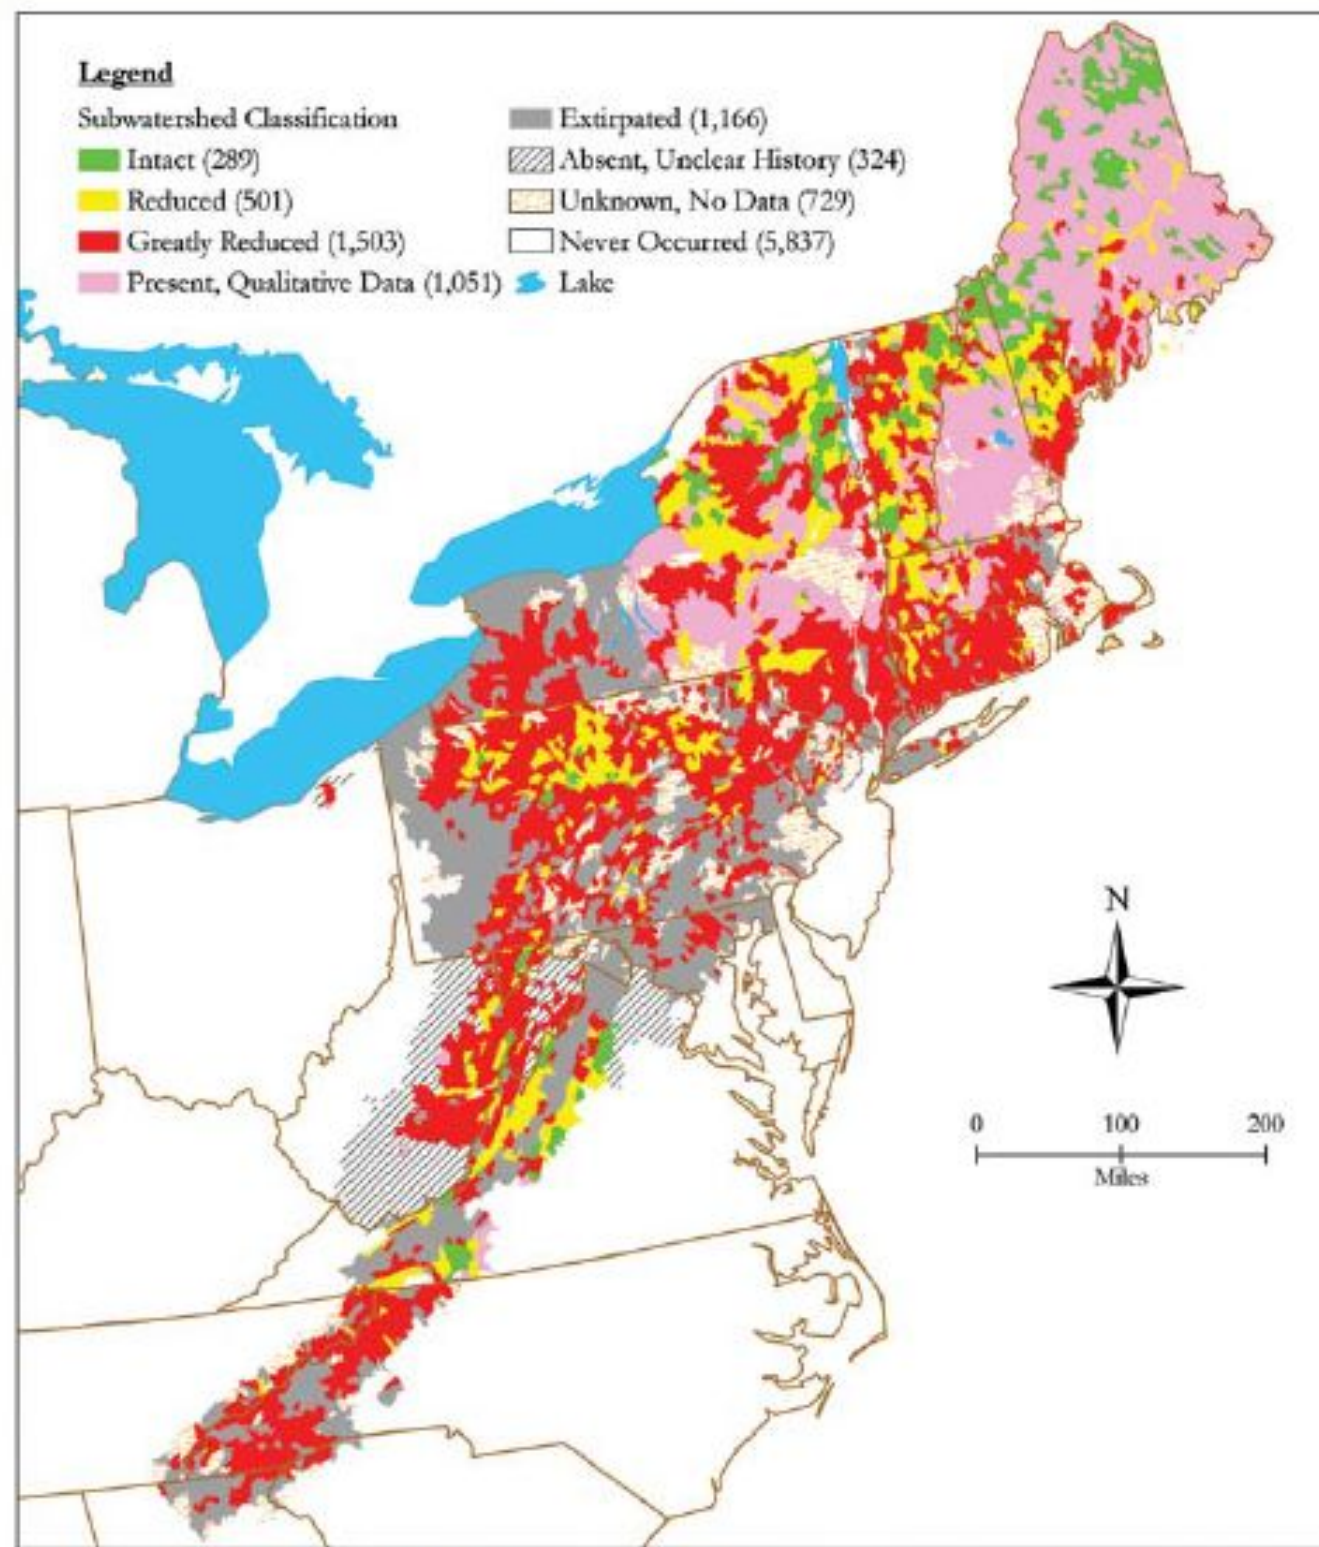 Legend
Subwatershed Classification
Intact (289)
Reduced (501)
Greatly Reduced (1,503)
Present, Qualitative Data (1,051)
Extirpated (1,166)
Absent, Unclear History (324)
Unknown, No Data (729)
Never Occurred (5,837)
Lake
N
0 100 200
Miles